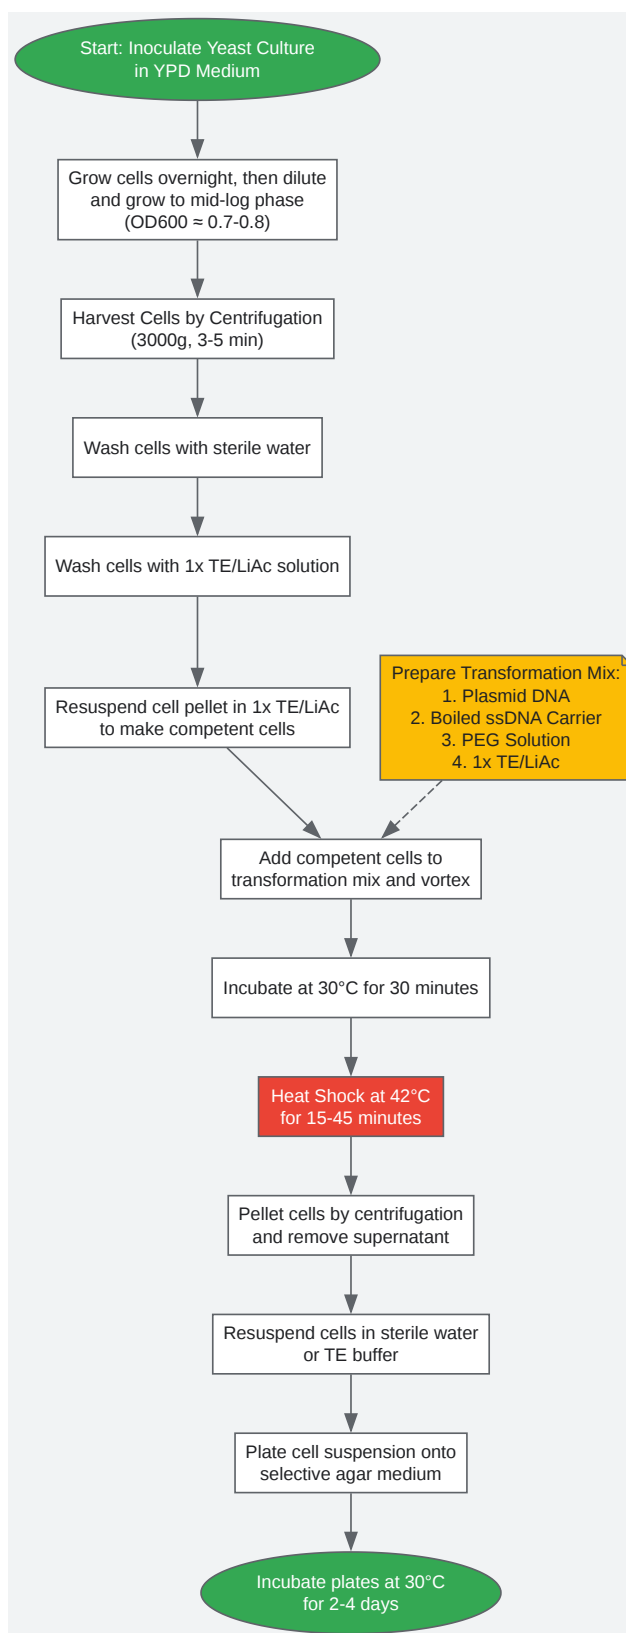 Start: Inoculate Yeast Culture
in YPD Medium
Grow cells overnight, then dilute
and grow to mid-log phase
(OD600 ≈ 0.7-0.8)
Harvest Cells by Centrifugation
(3000g, 3-5 min)
Wash cells with sterile water
Wash cells with 1x TE/LiAc solution
Resuspend cell pellet in 1x TE/LiAc
to make competent cells
Prepare Transformation Mix:
1. Plasmid DNA
2. Boiled ssDNA Carrier
3. PEG Solution
4. 1x TE/LiAc
Add competent cells to
transformation mix and vortex
Incubate at 30°C for 30 minutes
Heat Shock at 42°C
for 15-45 minutes
Pellet cells by centrifugation
and remove supernatant
Resuspend cells in sterile water
or TE buffer
Plate cell suspension onto
selective agar medium
Incubate plates at 30°C
for 2-4 days